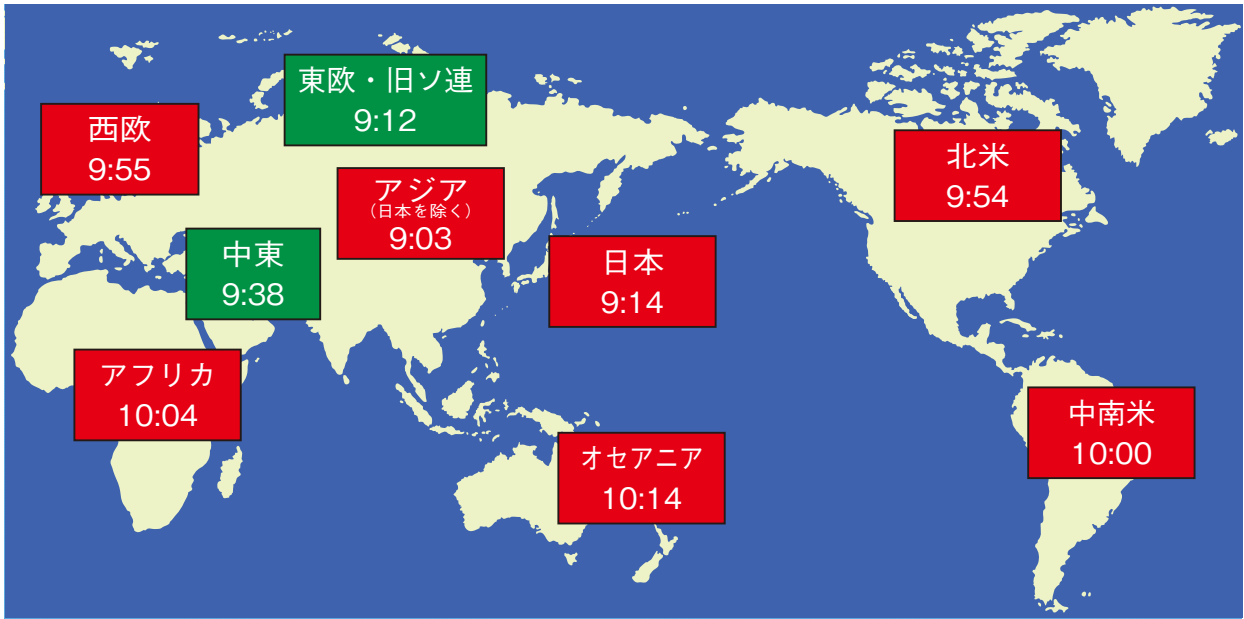 東欧・旧ソ連
9:12
西欧
9:55
北米
9:54
アジア
（日本を除く）
9:03
中東
9:38
日本
9:14
アフリカ
10:04
中南米
10:00
オセアニア
10:14